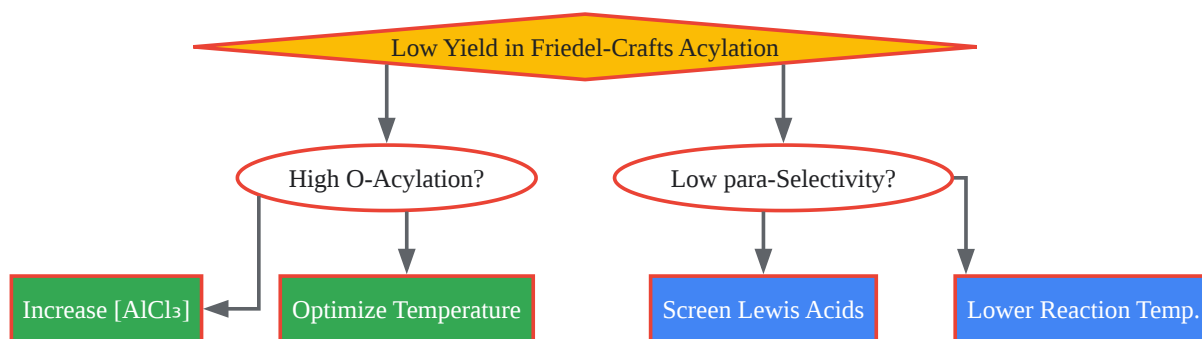 Low Yield in Friedel-Crafts Acylation
High O-Acylation?
Low para-Selectivity?
Increase [AlCl₃]
Optimize Temperature
Screen Lewis Acids
Lower Reaction Temp.